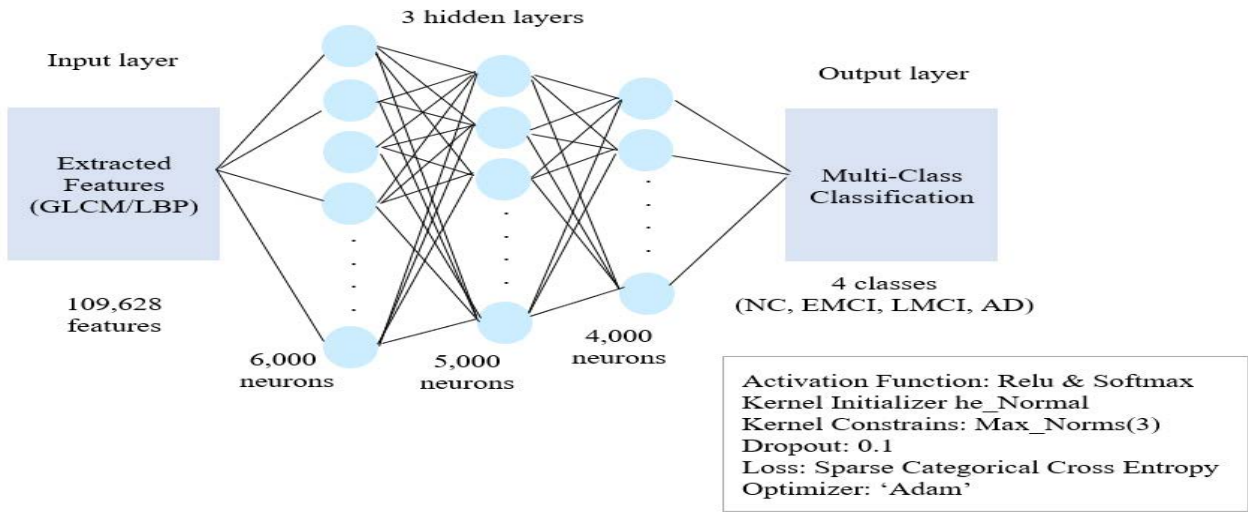 3 hidden layers
Input layer
Output layer
Extracted
Features
(GLCM/LBP)
Multi-Class
Classification
109,628
features
6,000
neurons
5,000
neurons
4,000
neurons
4 classes
(NC, EMCI, LMCI, AD)
Activation Function: Relu & Softmax
Kernel Initializer he_Normal
Kernel Constrains: Max_Norms(3)
Dropout: 0.1
Loss: Sparse Categorical Cross Entropy
Optimizer: ‘Adam’